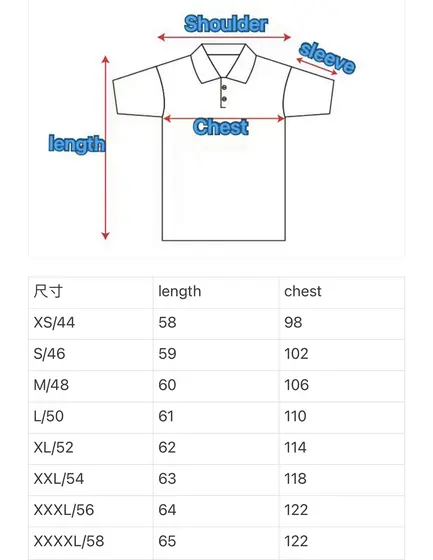 Shoulder
sleeve
Chest
length
尺寸 length chest
XS/44 58 98
S/46 59 102
M/48 60 106
L/50 61 110
XL/52 62 114
XXL/54 63 118
XXXL/56 64 122
XXXXL/58 65 122